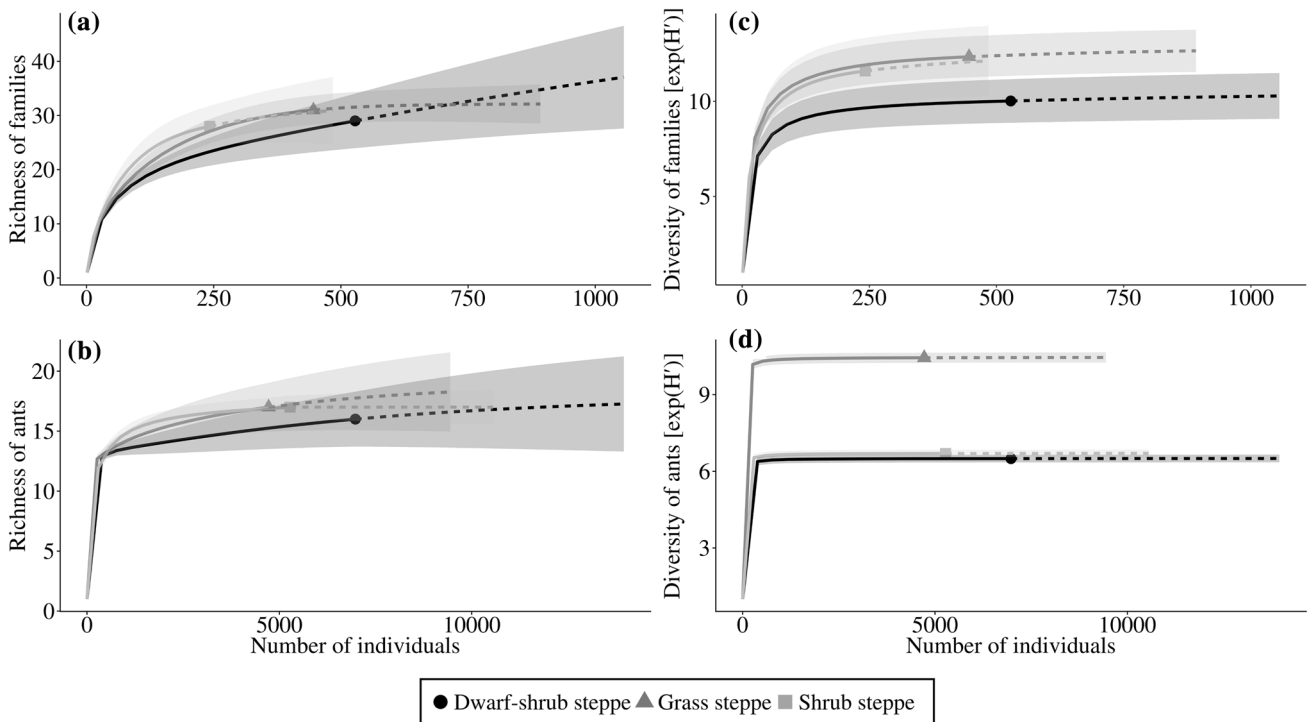 (a)
Richness of families
40
30
20
10
0
0 250 500 750 1000
(c)
Diversity of families [exp(H′)]
10
5
0 250 500 750 1000
(b)
Richness of ants
20
15
10
5
0
0 5000 10000
Number of individuals
(d)
Diversity of ants [exp(H′)]
9
6
3
0 5000 10000
Number of individuals
Dwarf-shrub steppe Grass steppe Shrub steppe